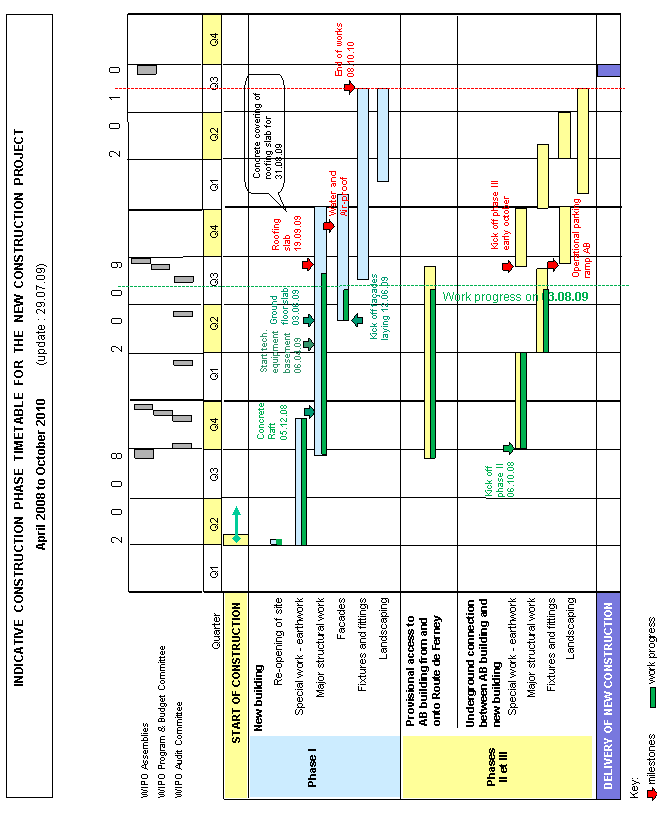 INDICATIVE CONSTRUCTION PHASE TIMETABLE FOR THE NEW CONSTRUCTION PROJECT
April 2008 to October 2010 (update : 29.07.09)
2 0 0 8
2 0 0 9
2 0 1 0
WIPO Assemblies
WIPO Program & Budget Committee
WIPO Audit Committee
Quarter
Q1
Q2
Q3
Q4
Q1
Q2
Q3
Q4
Q1
Q2
Q3
Q4
START OF CONSTRUCTION
Phase I
New building
Re-opening of site
Special work - earthwork
Major structural work
Facades
Fixtures and fittings
Landscaping
Concrete
Raft
05.12.08
Start tech.
equipment
basement
06.04.09
Ground
floor slab
03.06.09
Roofing
slab
19.09.09
Concrete covering of
roofing slab for
31.08.09
Water and
Air-proof
Kick off façades
laying 12.06.09
End of works
08.10.10
Phases
II et III
Provisional access to
AB building from and
onto Route de Ferney
Work progress on 03.08.09
Underground connection
between AB building and
new building
Special work - earthwork
Major structural work
Fixtures and fittings
Landscaping
Kick off
phase II
06.10.08
Kick off phase III
early october
Operational parking
ramp AB
DELIVERY OF NEW CONSTRUCTION
Key:
milestones
work progress